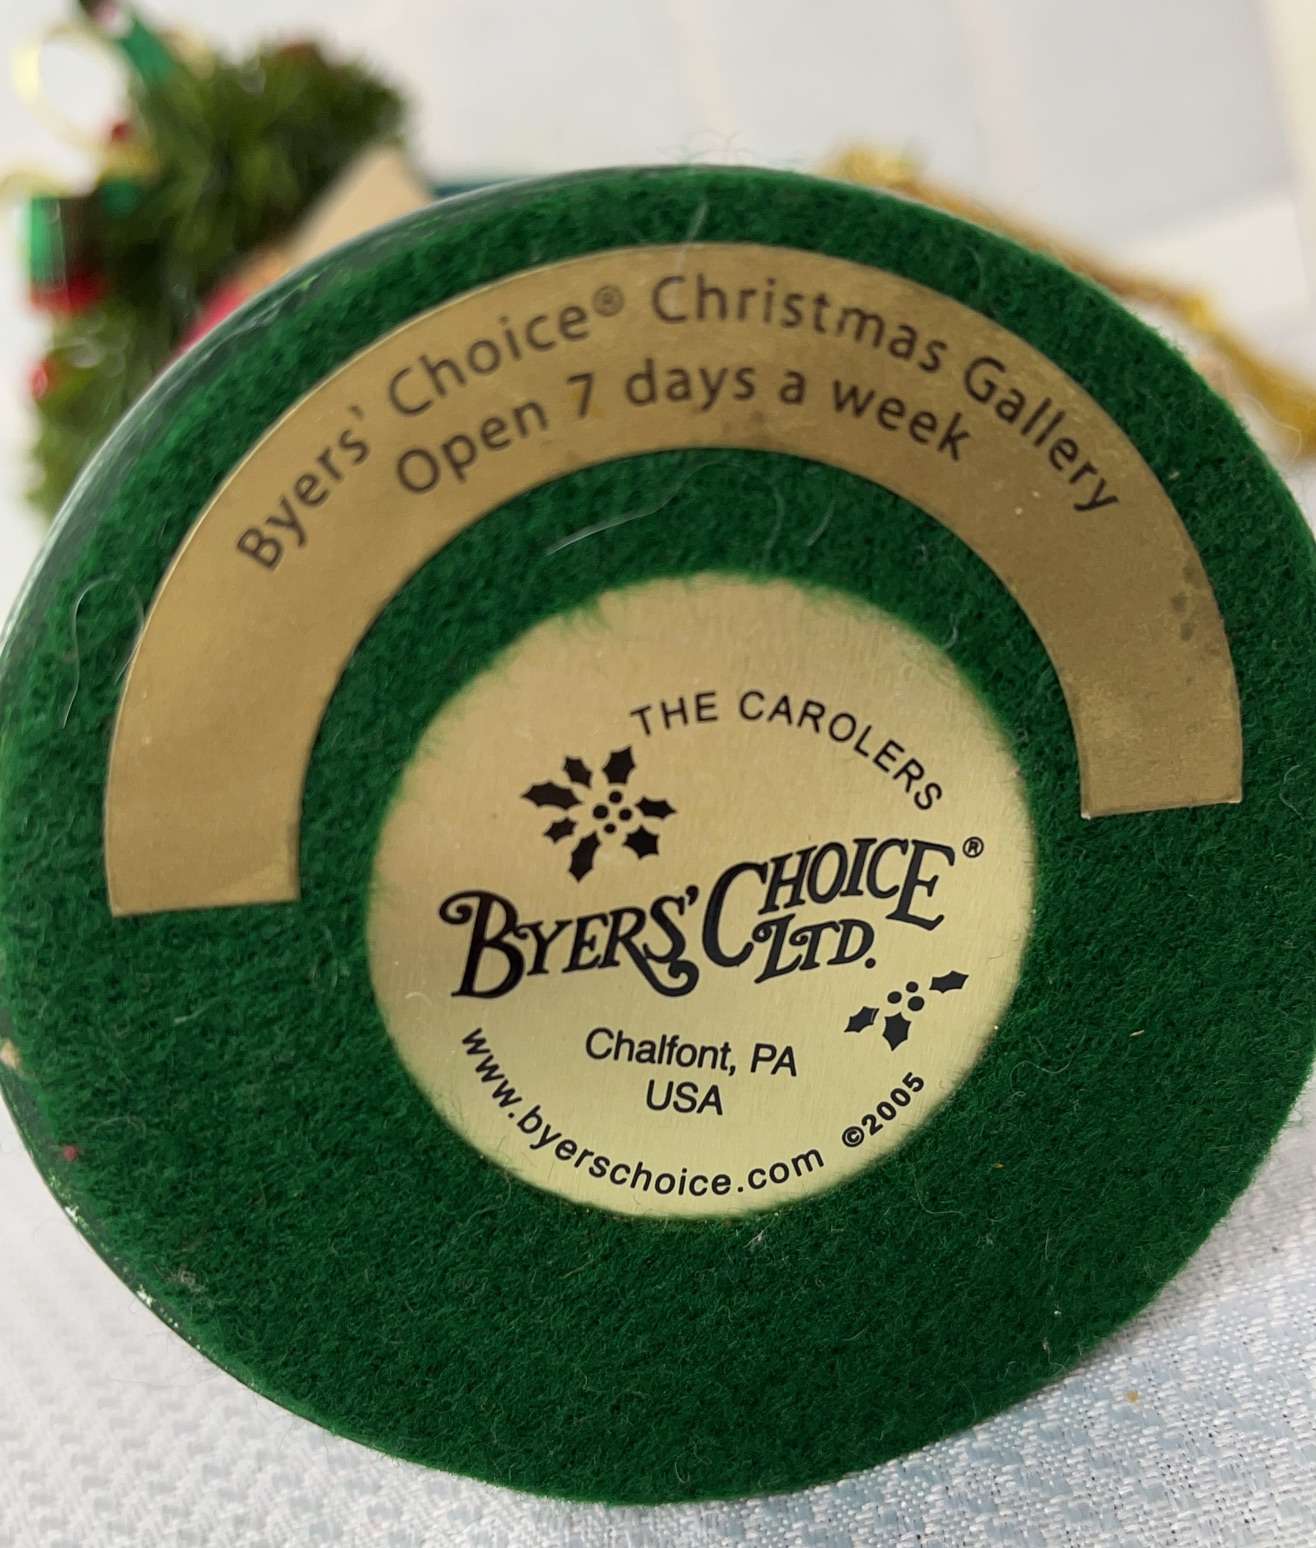 Byers' Choice® Christmas Gallery
Open 7 days a week
THE CAROLERS
BYERS' CHOICE LTD.®
Chalfont, PA
USA
www.byerschoice.com ©2005